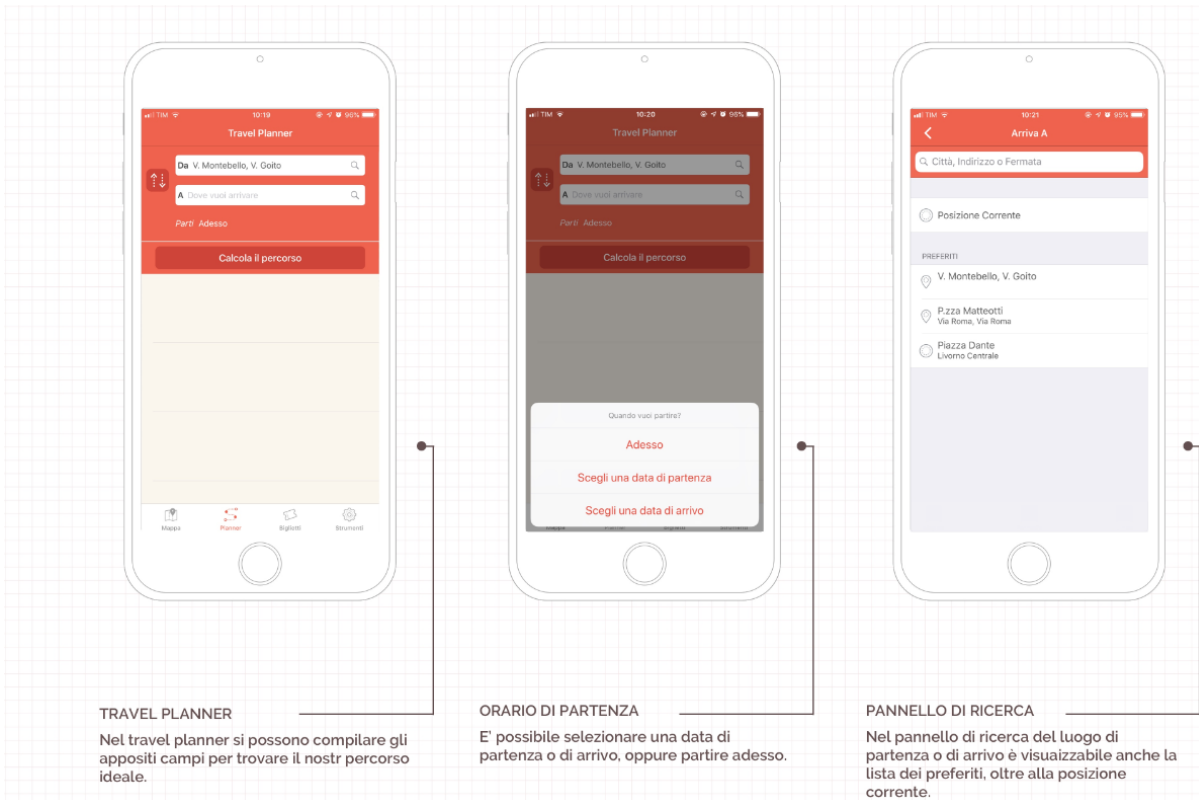 TIM 10:19 96%
Travel Planner
Da V. Montebello, V. Goito
A Dove vuoi arrivare
Parti Adesso
Calcola il percorso
Mappa Planner Biglietti Strumenti
TRAVEL PLANNER
Nel travel planner si possono compilare gli
appositi campi per trovare il nostr percorso
ideale.
TIM 10:20 96%
Travel Planner
Da V. Montebello, V. Goito
A Dove vuoi arrivare
Parti Adesso
Calcola il percorso
Quando vuoi partire?
Adesso
Scegli una data di partenza
Scegli una data di arrivo
ORARIO DI PARTENZA
E' possibile selezionare una data di
partenza o di arrivo, oppure partire adesso.
TIM 10:21 95%
Arriva A
Città, Indirizzo o Fermata
Posizione Corrente
PREFERITI
V. Montebello, V. Goito
P.zza Matteotti
Via Roma, Via Roma
Piazza Dante
Livorno Centrale
PANNELLO DI RICERCA
Nel pannello di ricerca del luogo di
partenza o di arrivo è visuaizzabile anche la
lista dei preferiti, oltre alla posizione
corrente.